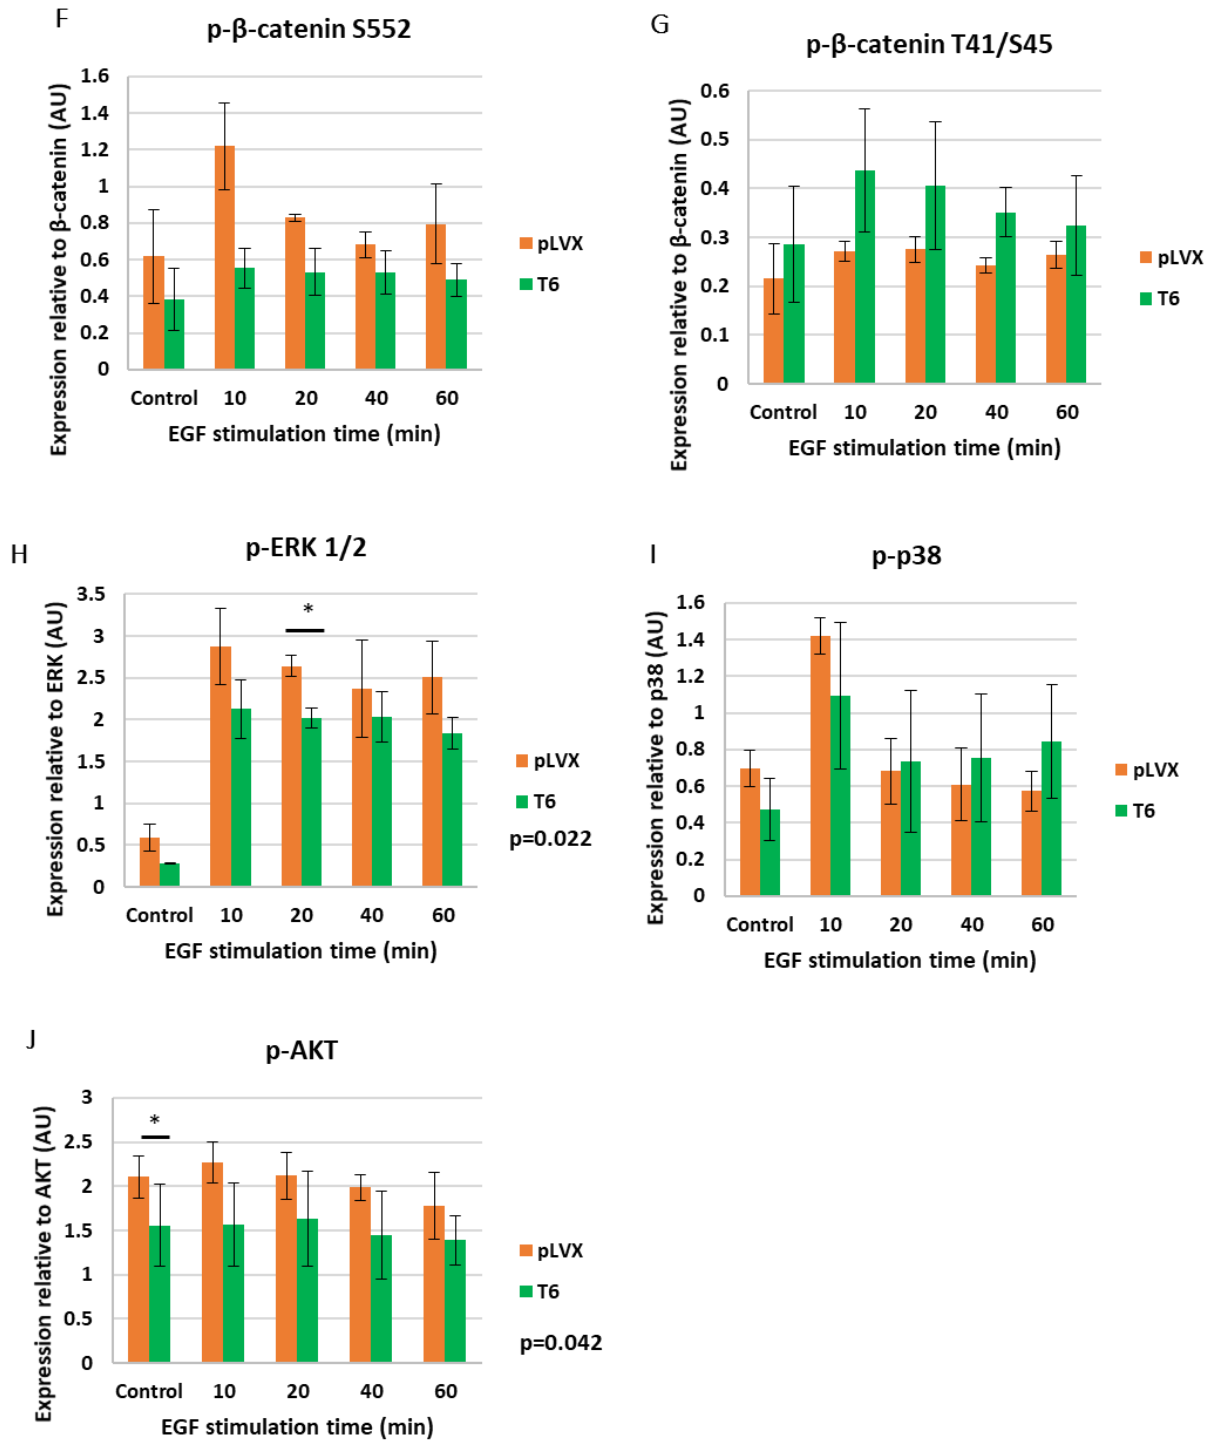 F
p-β-catenin S552
Expression relative to β-catenin (AU)
1.6
1.4
1.2
1
0.8
0.6
0.4
0.2
0
Control 10 20 40 60
EGF stimulation time (min)
pLVX
T6
G
p-β-catenin T41/S45
Expression relative to β-catenin (AU)
0.6
0.5
0.4
0.3
0.2
0.1
0
Control 10 20 40 60
EGF stimulation time (min)
pLVX
T6
H
p-ERK 1/2
Expression relative to ERK (AU)
3.5
3
2.5
2
1.5
1
0.5
0
*
Control 10 20 40 60
EGF stimulation time (min)
pLVX
T6
p=0.022
I
p-p38
Expression relative to p38 (AU)
1.6
1.4
1.2
1
0.8
0.6
0.4
0.2
0
Control 10 20 40 60
EGF stimulation time (min)
pLVX
T6
J
p-AKT
Expression relative to AKT (AU)
3
2.5
2
1.5
1
0.5
0
*
Control 10 20 40 60
EGF stimulation time (min)
pLVX
T6
p=0.042